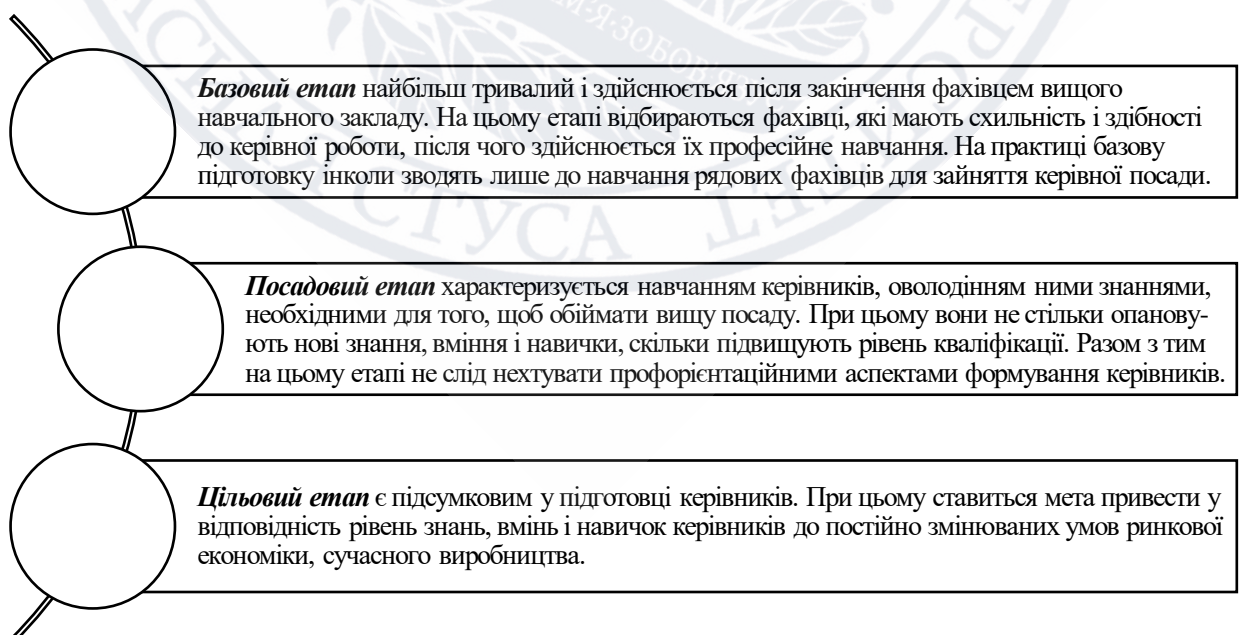 М·Я·ЗОБОВ'ЯЗ
Базовий етап найбільш тривалий і здійснюється після закінчення фахівцем вищого
навчального закладу. На цьому етапі відбираються фахівці, які мають схильність і здібності
до керівної роботи, після чого здійснюється їх професійне навчання. На практиці базову
підготовку інколи зводять лише до навчання рядових фахівців для зайняття керівної посади.
СТУСА
Посадовий етап характеризується навчанням керівників, оволодінням ними знаннями,
необхідними для того, щоб обіймати вищу посаду. При цьому вони не стільки опанову-
ють нові знання, вміння і навички, скільки підвищують рівень кваліфікації. Разом з тим
на цьому етапі не слід нехтувати профорієнтаційними аспектами формування керівників.
Цільовий етап є підсумковим у підготовці керівників. При цьому ставиться мета привести у
відповідність рівень знань, вмінь і навичок керівників до постійно змінюваних умов ринкової
економіки, сучасного виробництва.